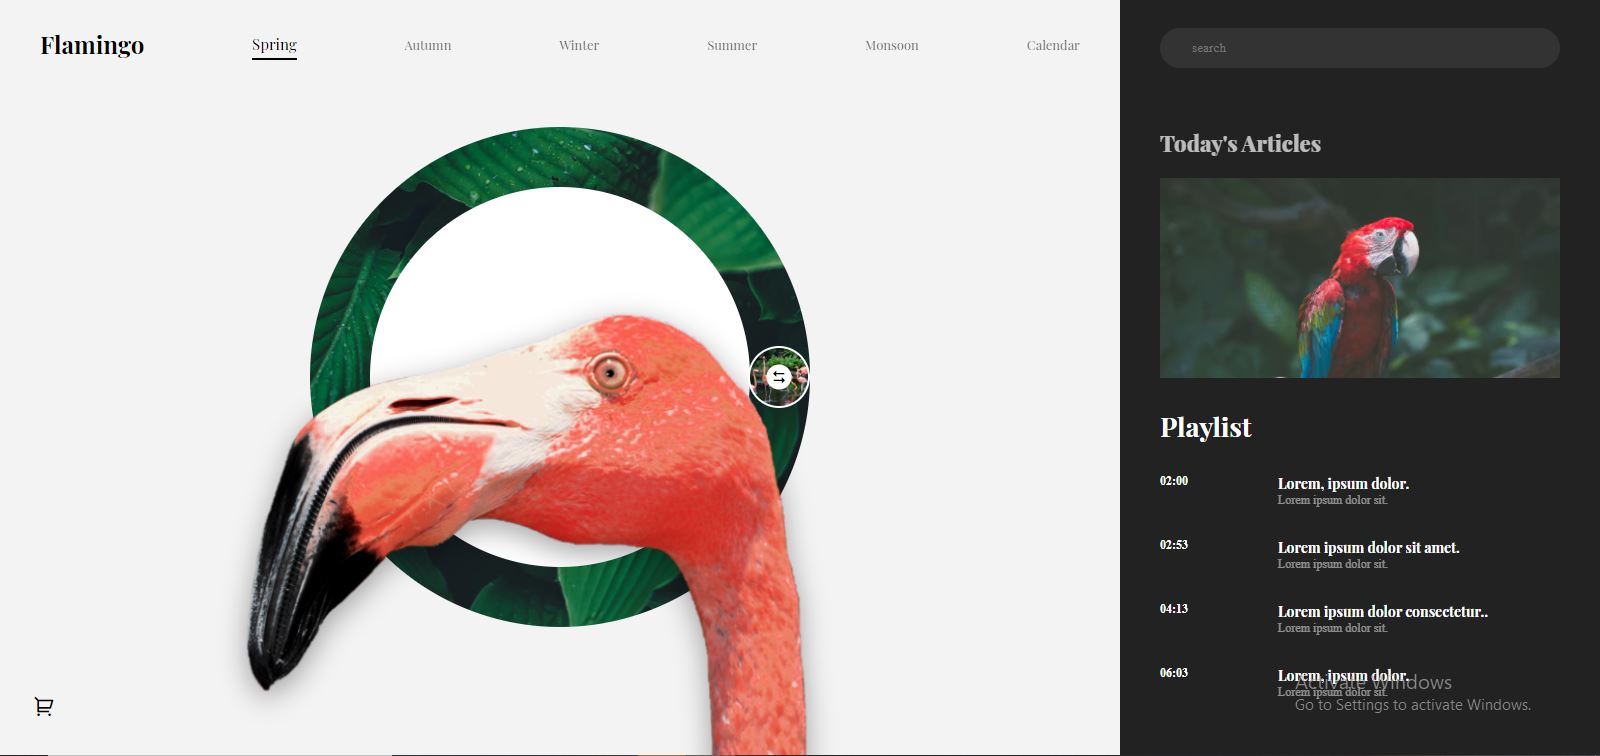 Flamingo
Spring
Autumn
Winter
Summer
Monsoon
Calendar
search
Today's Articles
Playlist
02:00
Lorem, ipsum dolor.
Lorem ipsum dolor sit.
02:53
Lorem ipsum dolor sit amet.
Lorem ipsum dolor sit.
04:13
Lorem ipsum dolor consectetur..
Lorem ipsum dolor sit.
06:03
Lorem, ipsum dolor.
Lorem ipsum dolor sit.
Activate Windows
Go to Settings to activate Windows.